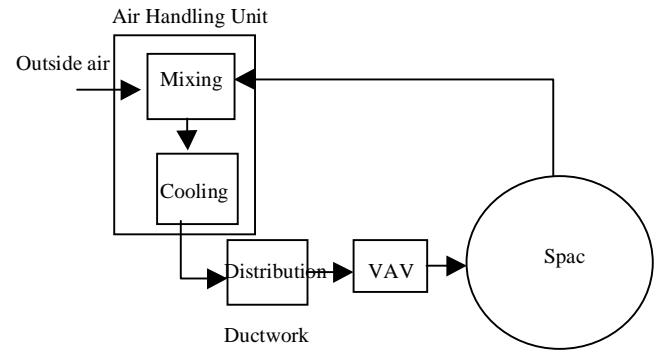 Air Handling Unit
Outside air
Mixing
Cooling
Distribution
VAV
Spac
Ductwork